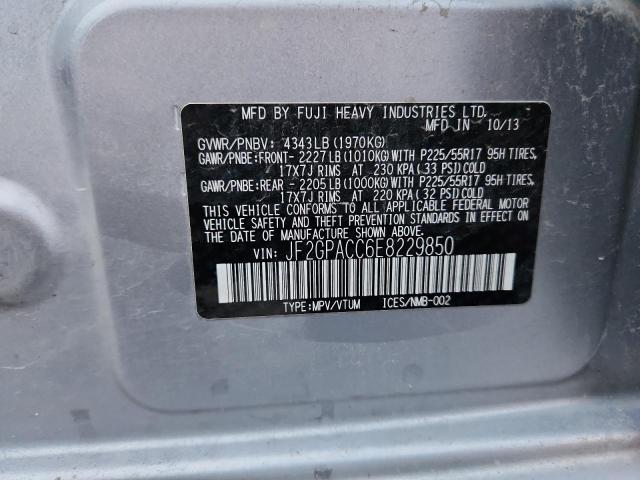 MFD BY FUJI HEAVY INDUSTRIES LTD.
MFD IN 10/13
GVWR/PNBV: 4343LB(1970KG)
GAWR/PNBE:FRONT- 2227LB(1010KG)WITH P225/55R17 95H TIRES,
17X7J RIMS AT 230 KPA( 33 PSI)COLD
GAWR/PNBE:REAR - 2205LB(1000KG)WITH P225/55R17 95H TIRES,
17X7J RIMS AT 220 KPA( 32 PSI)COLD
THIS VEHICLE CONFORMS TO ALL APPLICABLE FEDERAL MOTOR
VEHICLE SAFETY AND THEFT PREVENTION STANDARDS IN EFFECT ON
THE DATE OF MANUFACTURE SHOWN ABOVE.
VIN: JF2GPACC6E8229850
TYPE:MPV/VTUM ICES/NMB-002